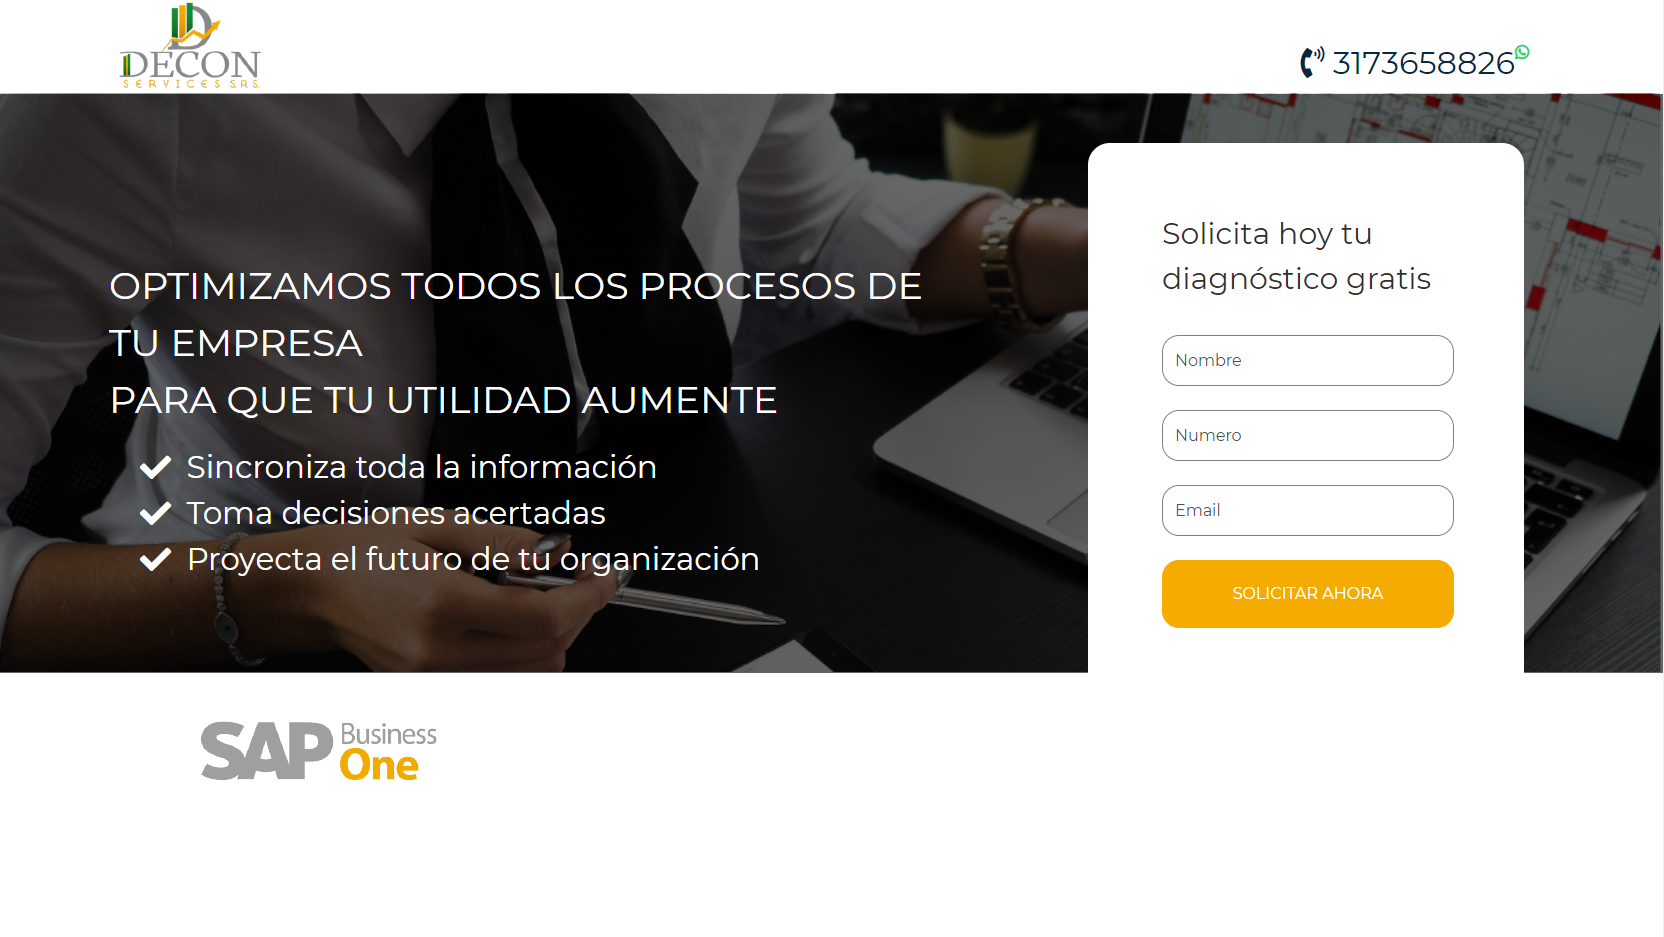 DECON
SERVICES S.A.S.
3173658826
OPTIMIZAMOS TODOS LOS PROCESOS DE
TU EMPRESA
PARA QUE TU UTILIDAD AUMENTE
Sincroniza toda la información
Toma decisiones acertadas
Proyecta el futuro de tu organización
Solicita hoy tu
diagnóstico gratis
Nombre
Numero
Email
SOLICITAR AHORA
SAP Business
One